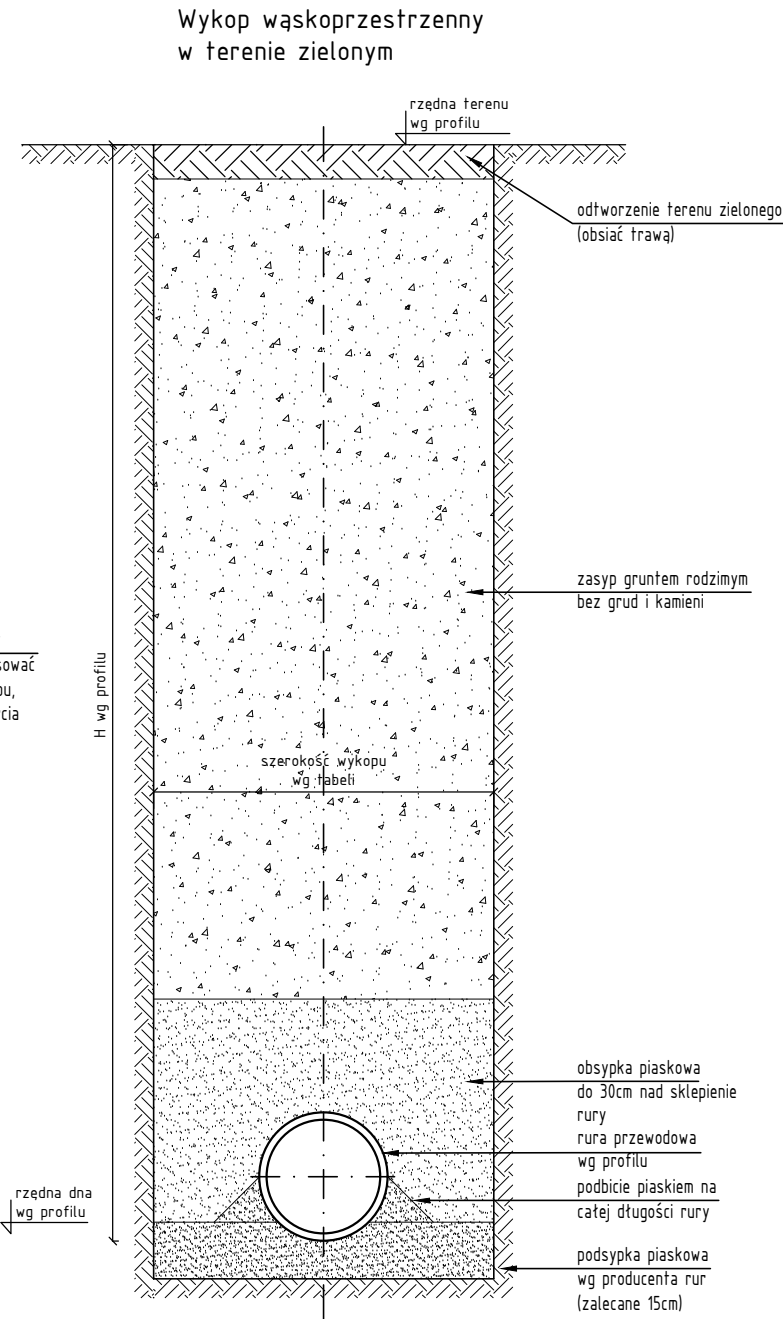 Wykop wąskoprzestrzenny
w terenie zielonym
rzędna terenu
wg profilu
odtworzenie terenu zielonego
(obsiać trawą)
zasyp gruntem rodzimym
bez grud i kamieni
H wg profilu
szerokość wykopu
wg tabeli
obsypka piaskowa
do 30cm nad sklepienie
rury
rura przewodowa
wg profilu
podbicie piaskiem na
całej długości rury
rzędna dna
wg profilu
podsypka piaskowa
wg producenta rur
(zalecane 15cm)